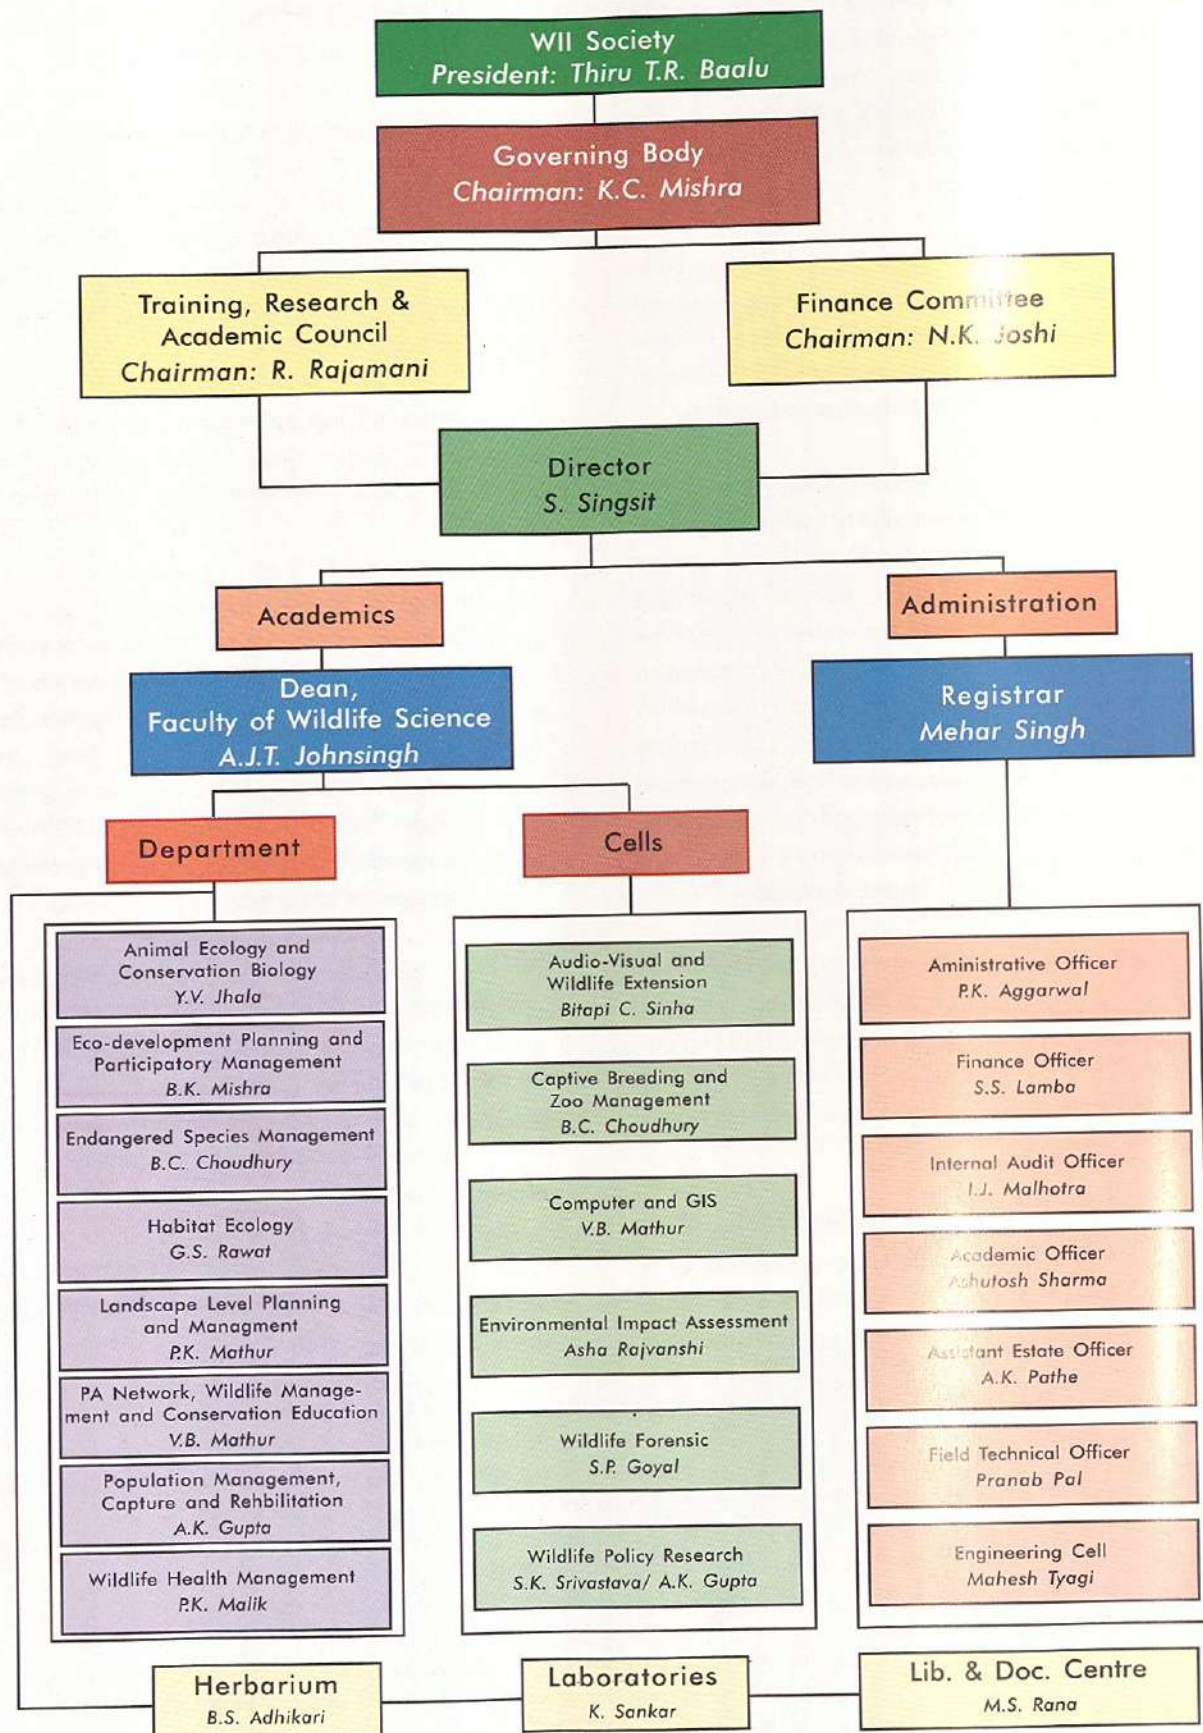 WII Society
President: Thiru T.R. Baalu
Governing Body
Chairman: K.C. Mishra
Training, Research &
Academic Council
Chairman: R. Rajamani
Finance Committee
Chairman: N.K. Joshi
Director
S. Singsit
Academics
Administration
Dean,
Faculty of Wildlife Science
A.J.T. Johnsingh
Registrar
Mehar Singh
Department
Cells
Animal Ecology and
Conservation Biology
Y.V. Jhala
Eco-development Planning and
Participatory Management
B.K. Mishra
Endangered Species Management
B.C. Choudhury
Habitat Ecology
G.S. Rawat
Landscape Level Planning
and Managment
P.K. Mathur
PA Network, Wildlife Manage-
ment and Conservation Education
V.B. Mathur
Population Management,
Capture and Rehbilitation
A.K. Gupta
Wildlife Health Management
P.K. Malik
Audio-Visual and
Wildlife Extension
Bitapi C. Sinha
Captive Breeding and
Zoo Management
B.C. Choudhury
Computer and GIS
V.B. Mathur
Environmental Impact Assessment
Asha Rajvanshi
Wildlife Forensic
S.P. Goyal
Wildlife Policy Research
S.K. Srivastava/ A.K. Gupta
Aministrative Officer
P.K. Aggarwal
Finance Officer
S.S. Lamba
Internal Audit Officer
I.J. Malhotra
Academic Officer
Ashutosh Sharma
Assistant Estate Officer
A.K. Pathe
Field Technical Officer
Pranab Pal
Engineering Cell
Mahesh Tyagi
Herbarium
B.S. Adhikari
Laboratories
K. Sankar
Lib. & Doc. Centre
M.S. Rana